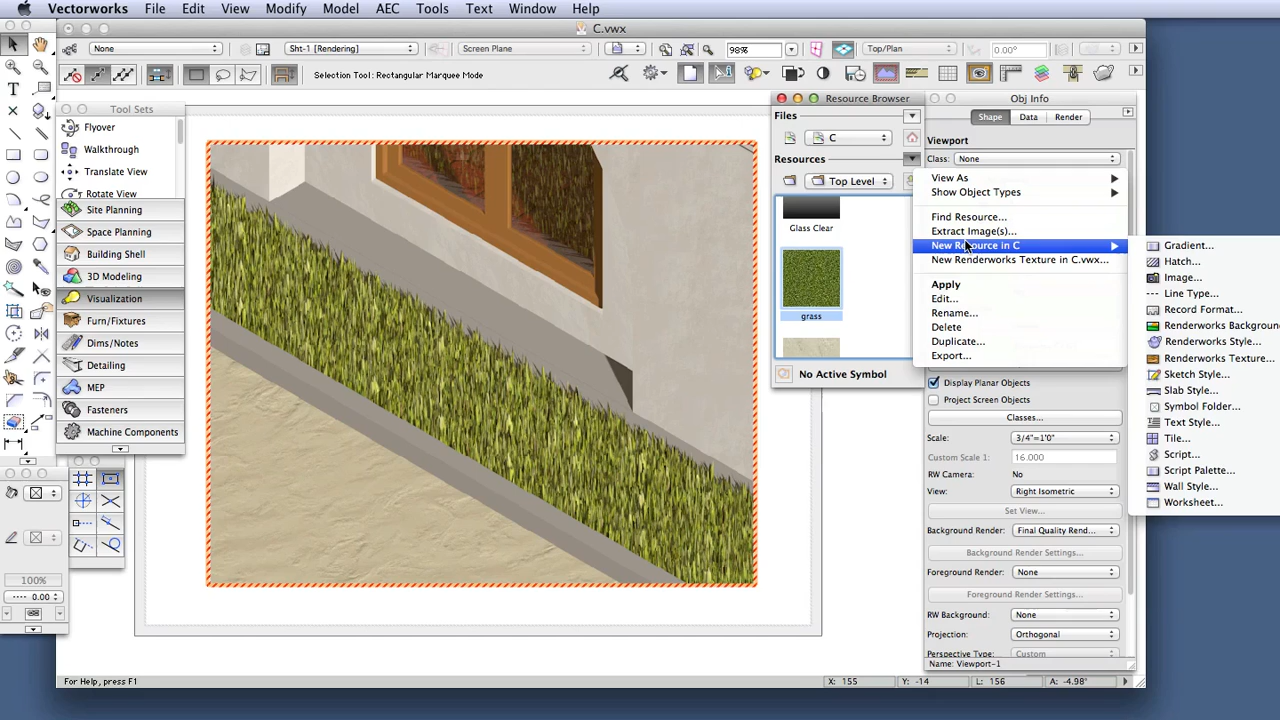 Vectorworks File Edit View Modify Model AEC Tools Text Window Help
C.vwx
None
Sht-1 [Rendering]
Screen Plane
98%
Top/Plan
0.00°
Selection Tool: Rectangular Marquee Mode
Tool Sets
Flyover
Walkthrough
Translate View
Rotate View
Site Planning
Space Planning
Building Shell
3D Modeling
Visualization
Furn/Fixtures
Dims/Notes
Detailing
MEP
Fasteners
Machine Components
100%
0.00
Resource Browser
Files
C
Resources
Top Level
Glass Clear
grass
No Active Symbol
Obj Info
Shape Data Render
Viewport
Class: None
View As
Show Object Types
Find Resource...
Extract Image(s)...
New Resource in C
New Renderworks Texture in C.vwx...
Apply
Edit...
Rename...
Delete
Duplicate...
Export...
Gradient...
Hatch...
Image...
Line Type...
Record Format...
Renderworks Backgroun
Renderworks Style...
Renderworks Texture...
Sketch Style...
Slab Style...
Symbol Folder...
Text Style...
Tile...
Script...
Script Palette...
Wall Style...
Worksheet...
Display Planar Objects
Project Screen Objects
Classes...
Scale: 3/4"=1'0"
Custom Scale 1: 16.000
RW Camera: No
View: Right Isometric
Set View...
Background Render: Final Quality Rend...
Background Render Settings...
Foreground Render: None
Foreground Render Settings...
RW Background: None
Projection: Orthogonal
Perspective Type: Custom
Name: Viewport-1
For Help, press F1
X: 155 Y: -14 L: 156 A: -4.98°